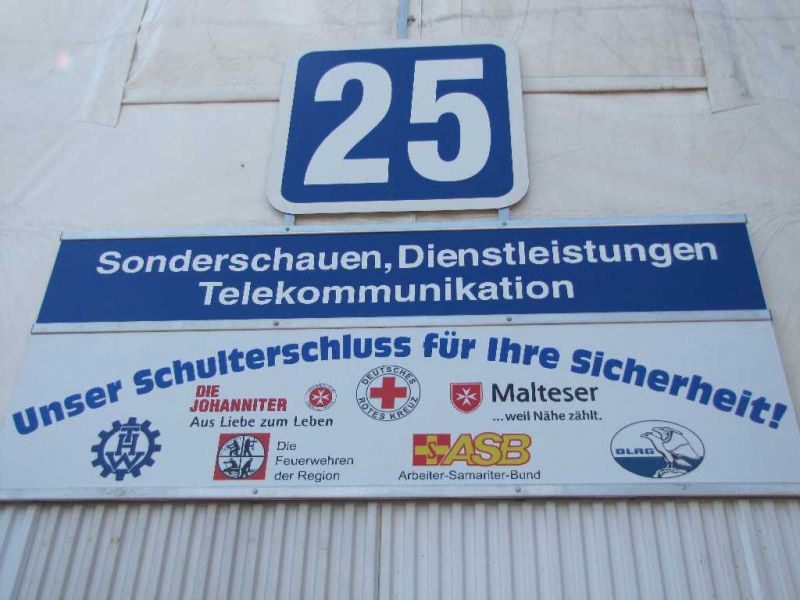 25
Sonderschauen, Dienstleistungen
Telekommunikation
Unser Schulterschluss für Ihre Sicherheit!
THW
DIE
JOHANNITER
Aus Liebe zum Leben
DEUTSCHES
ROTES KREUZ
Malteser
...weil Nähe zählt.
Die
Feuerwehren
der Region
S ASB
Arbeiter-Samariter-Bund
DLRG